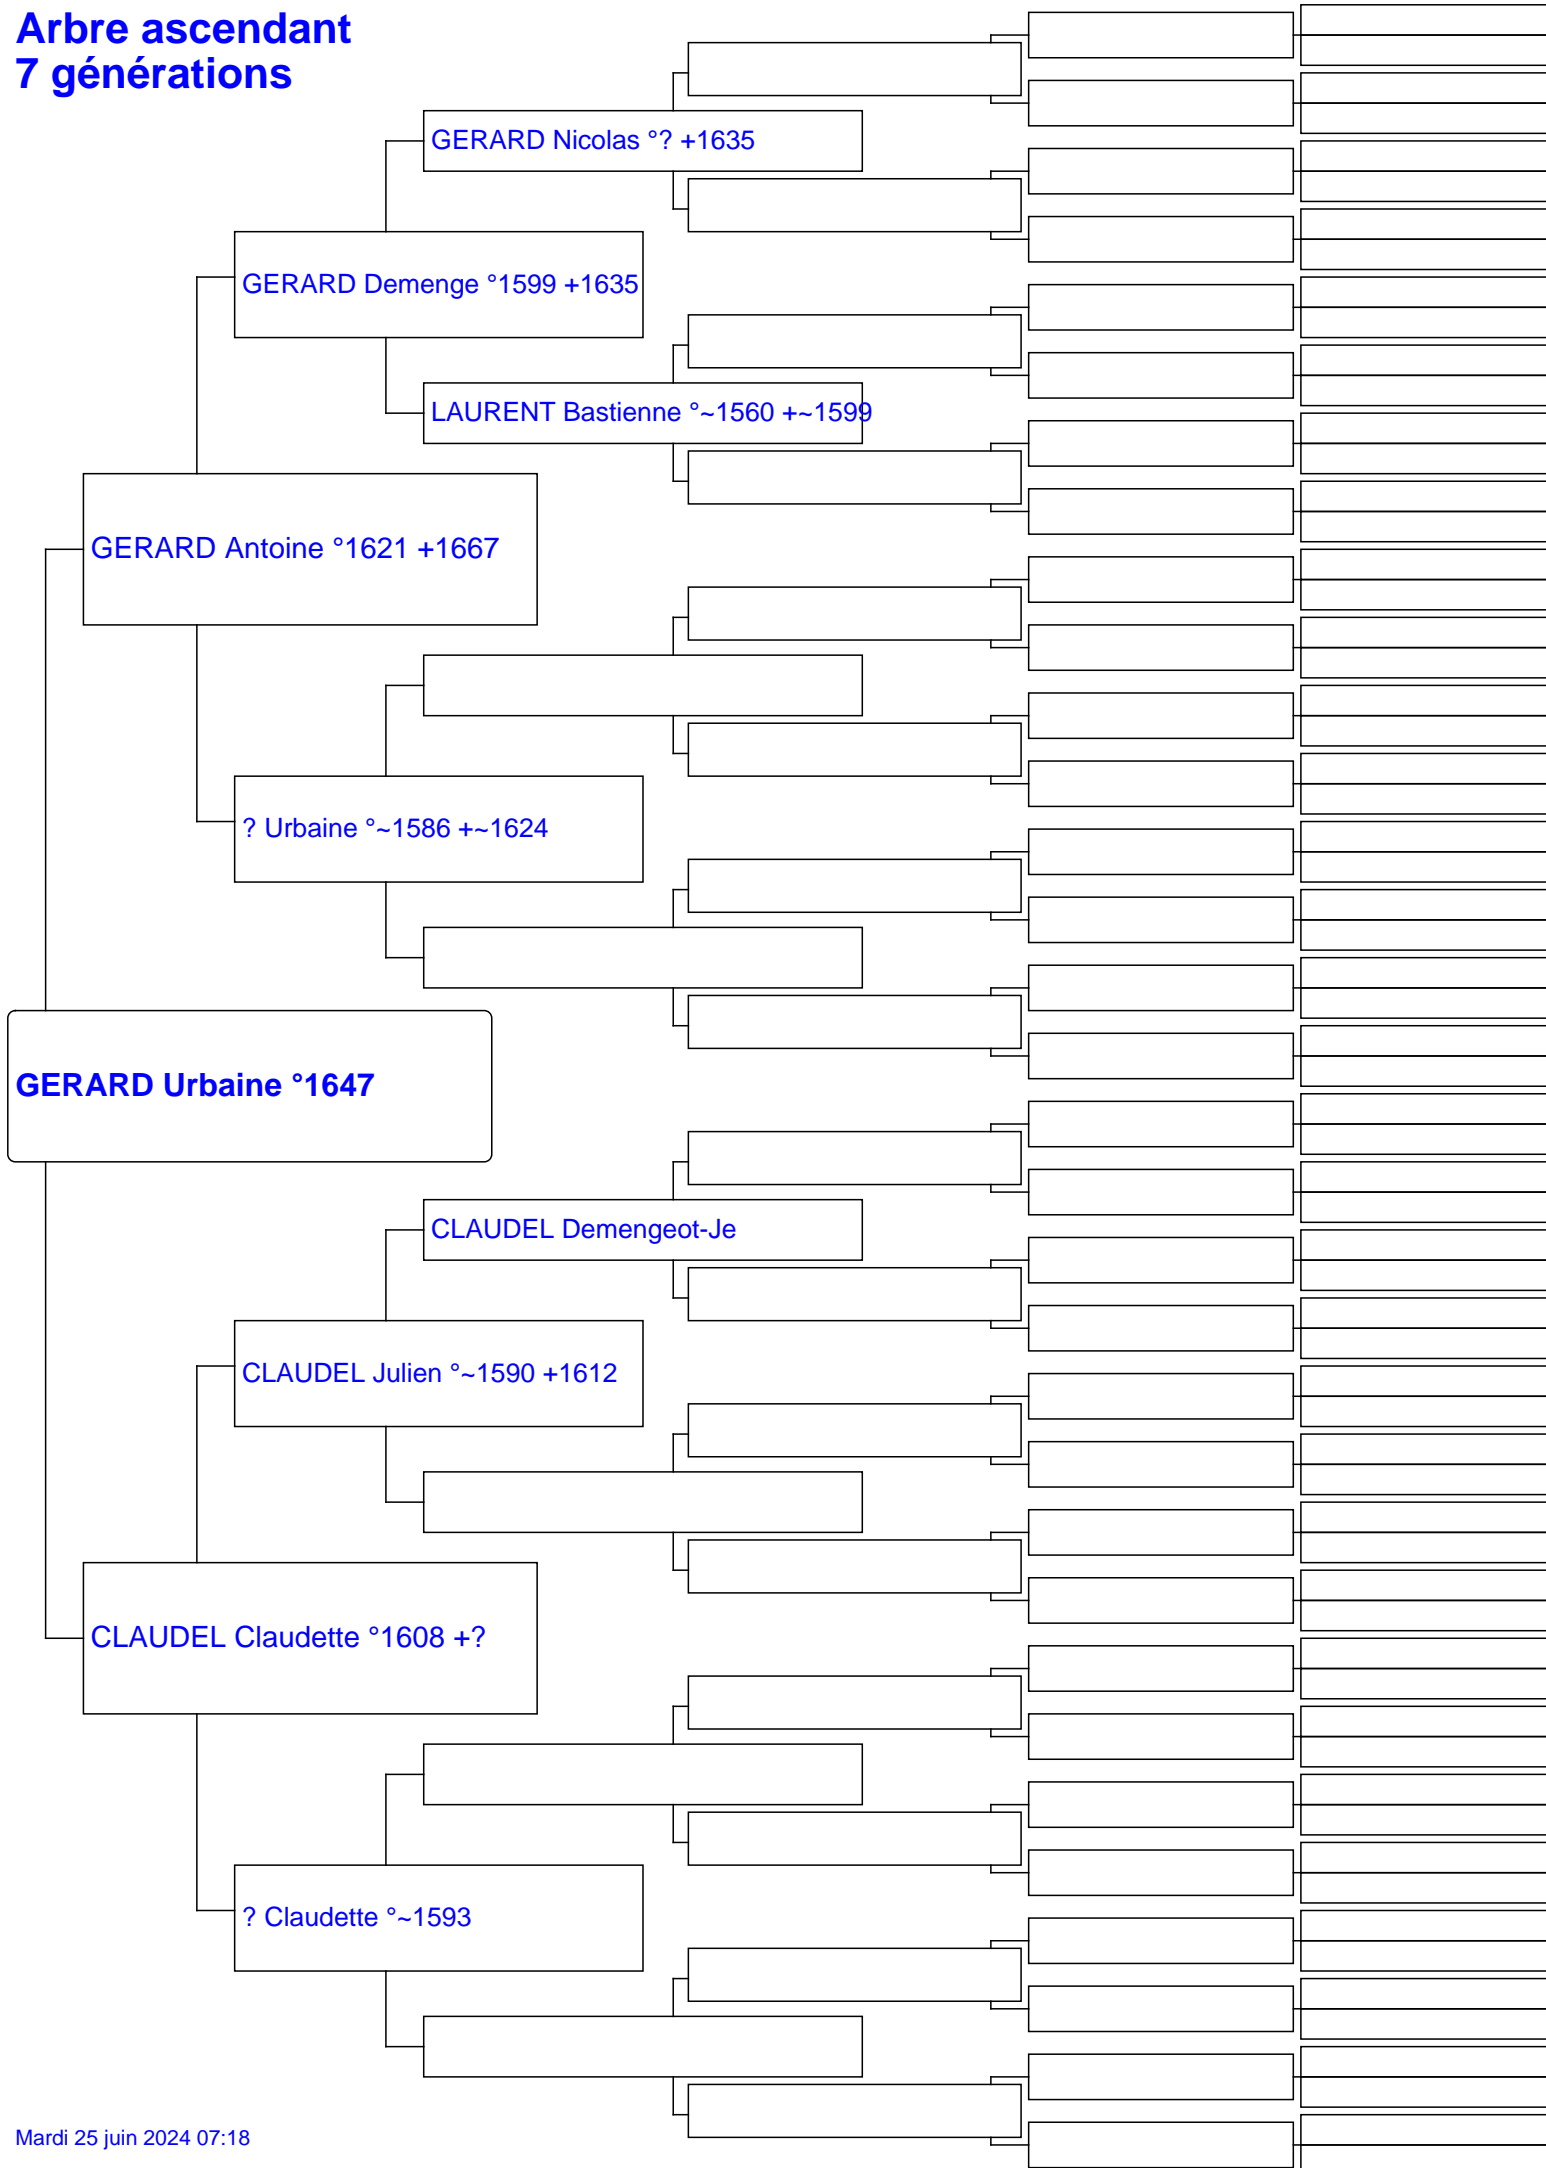 Arbre ascendant
7 générations
GERARD Nicolas °? +1635
GERARD Demenge °1599 +1635
LAURENT Bastienne °~1560 +~1599
GERARD Antoine °1621 +1667
? Urbaine °~1586 +~1624
GERARD Urbaine °1647
CLAUDEL Demengeot-Je
CLAUDEL Julien °~1590 +1612
CLAUDEL Claudette °1608 +?
? Claudette °~1593
Mardi 25 juin 2024 07:18